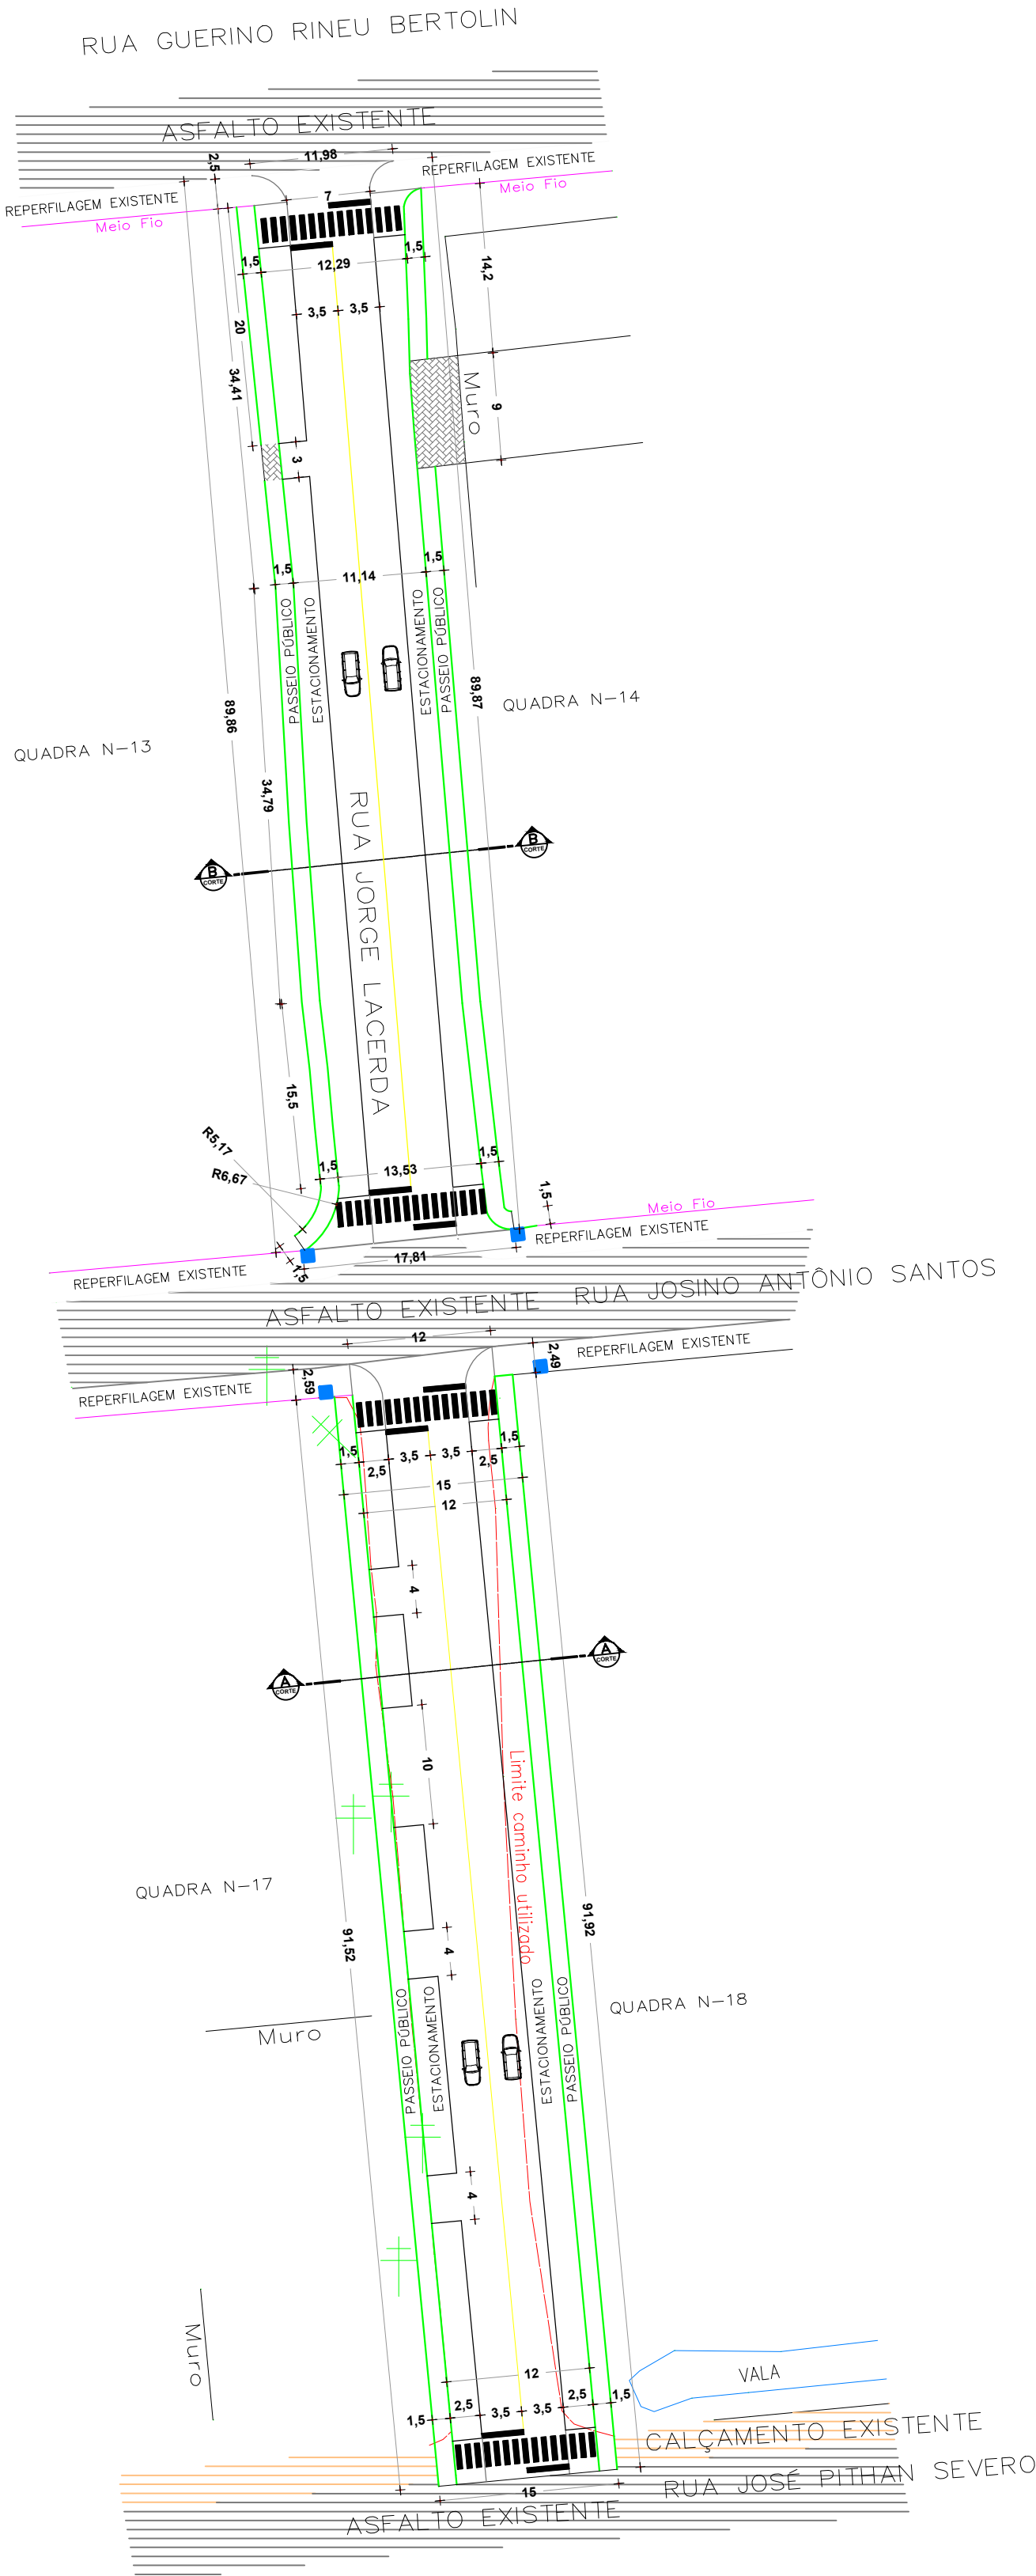 RUA GUERINO RINEU BERTOLIN
ASFALTO EXISTENTE
2,5
11,98
REPERFILAGEM EXISTENTE
REPERFILAGEM EXISTENTE
Meio Fio
Meio Fio
7
1,5
12,29
1,5
14,2
3,5
3,5
20
34,41
Muro
9
3
1,5
11,14
1,5
PASSEIO PÚBLICO
ESTACIONAMENTO
ESTACIONAMENTO
PASSEIO PÚBLICO
89,86
89,87
QUADRA N-14
QUADRA N-13
34,79
RUA JORGE LACERDA
B
CORTE
B
CORTE
15,5
R5,17
R6,67
1,5
13,53
1,5
1,5
Meio Fio
REPERFILAGEM EXISTENTE
17,81
1,5
REPERFILAGEM EXISTENTE
ASFALTO EXISTENTE
RUA JOSINO ANTÔNIO SANTOS
12
2,49
REPERFILAGEM EXISTENTE
2,59
REPERFILAGEM EXISTENTE
1,5
2,5
3,5
3,5
2,5
1,5
15
12
4
A
CORTE
A
CORTE
10
Limite caminho utilizado
QUADRA N-17
91,52
91,92
4
PASSEIO PÚBLICO
ESTACIONAMENTO
ESTACIONAMENTO
PASSEIO PÚBLICO
QUADRA N-18
Muro
4
Muro
VALA
12
1,5
2,5
3,5
3,5
2,5
1,5
CALÇAMENTO EXISTENTE
RUA JOSÉ PITHAN SEVERO
15
ASFALTO EXISTENTE